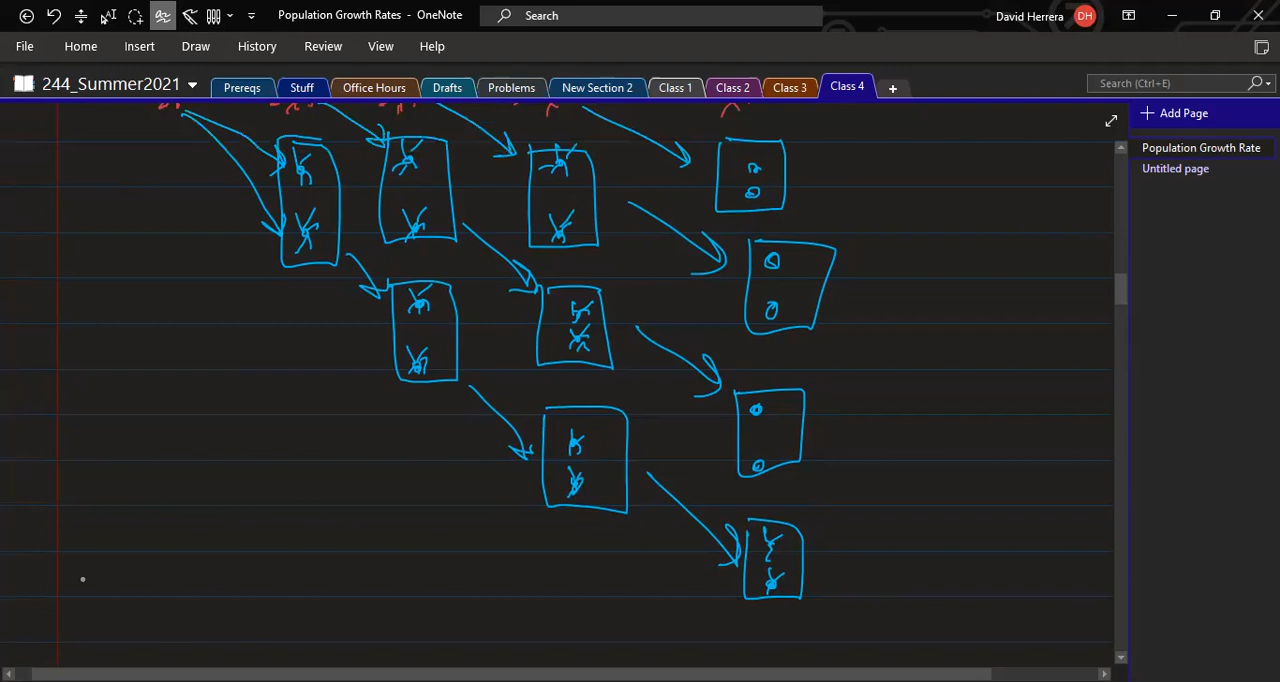 Population Growth Rates - OneNote
Search
David Herrera
DH
File
Home
Insert
Draw
History
Review
View
Help
244_Summer2021
Prereqs
Stuff
Office Hours
Drafts
Problems
New Section 2
Class 1
Class 2
Class 3
Class 4
Search (Ctrl+E)
Add Page
Population Growth Rate
Untitled page